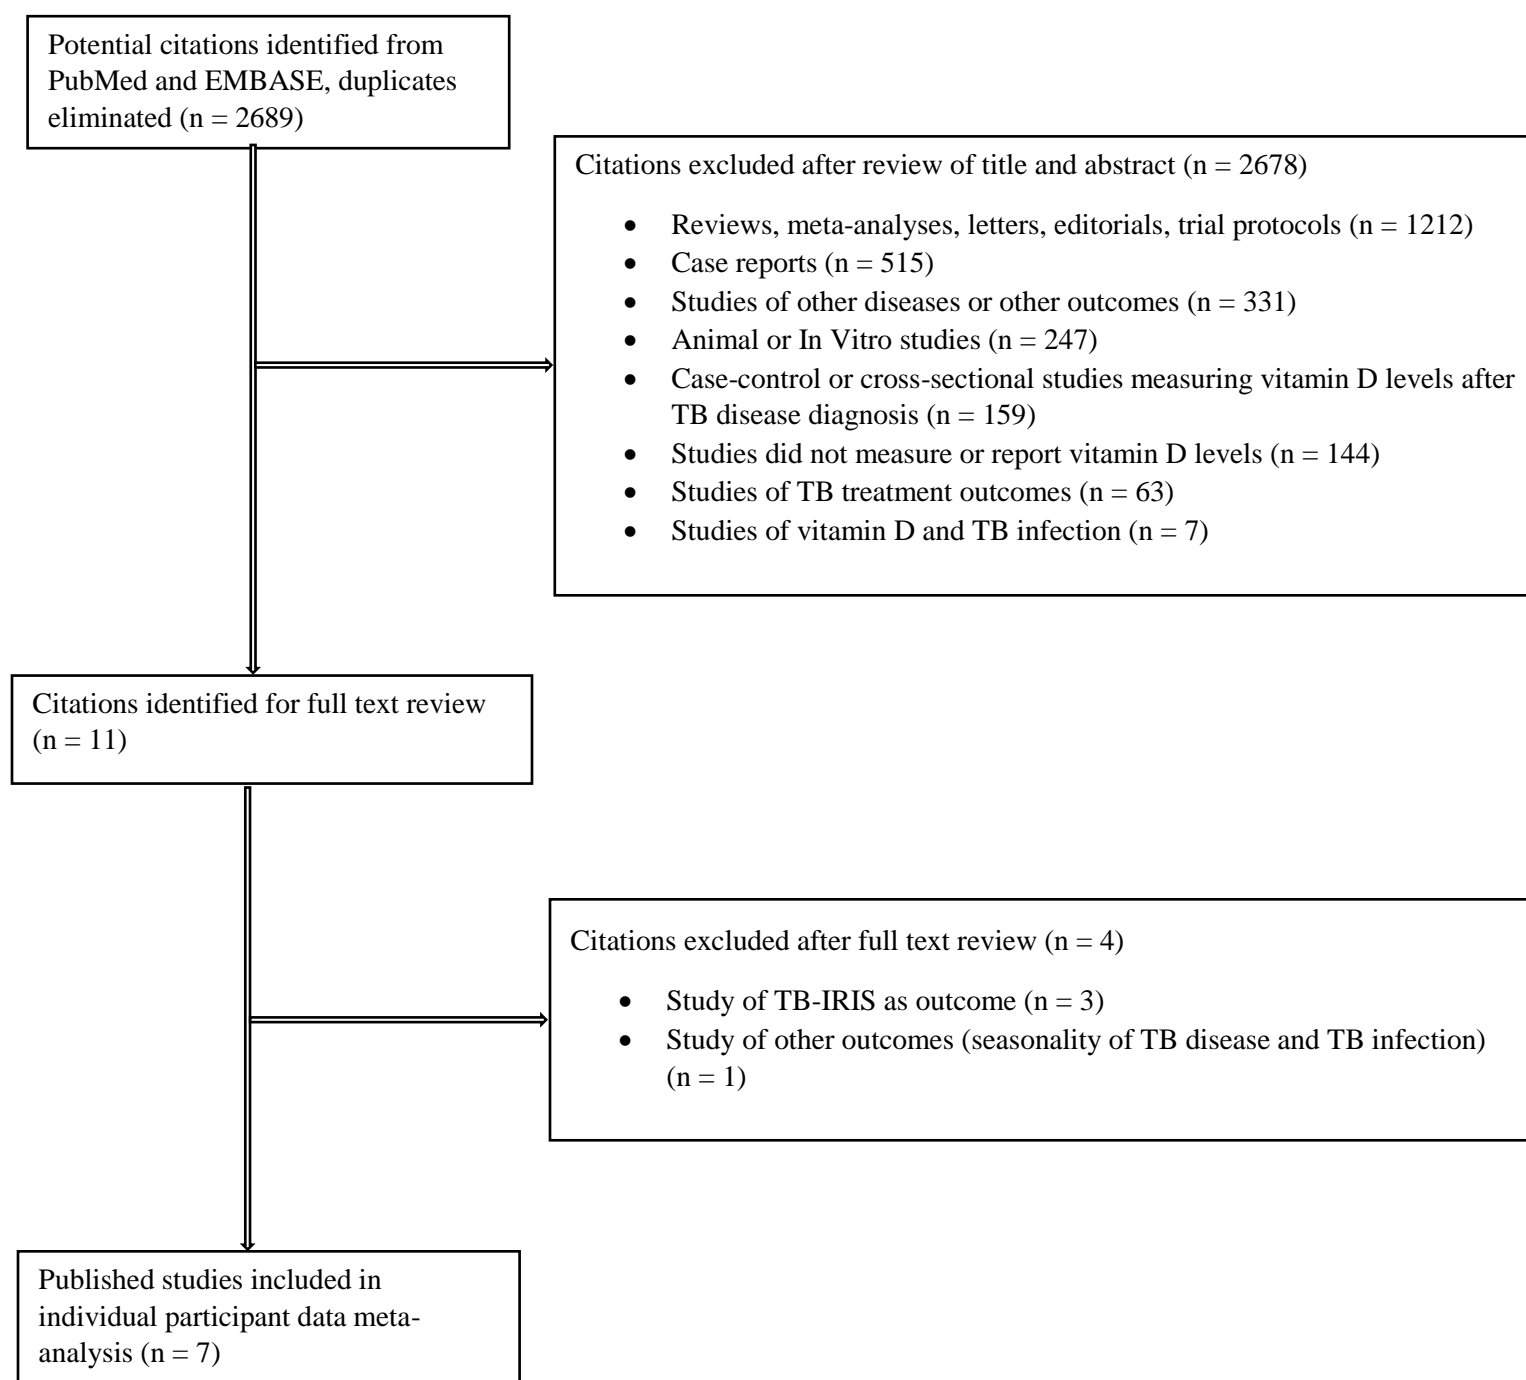 Potential citations identified from
PubMed and EMBASE, duplicates
eliminated (n = 2689)
Citations excluded after review of title and abstract (n = 2678)
• Reviews, meta-analyses, letters, editorials, trial protocols (n = 1212)
• Case reports (n = 515)
• Studies of other diseases or other outcomes (n = 331)
• Animal or In Vitro studies (n = 247)
• Case-control or cross-sectional studies measuring vitamin D levels after
TB disease diagnosis (n = 159)
• Studies did not measure or report vitamin D levels (n = 144)
• Studies of TB treatment outcomes (n = 63)
• Studies of vitamin D and TB infection (n = 7)
Citations identified for full text review
(n = 11)
Citations excluded after full text review (n = 4)
• Study of TB-IRIS as outcome (n = 3)
• Study of other outcomes (seasonality of TB disease and TB infection)
(n = 1)
Published studies included in
individual participant data meta-
analysis (n = 7)